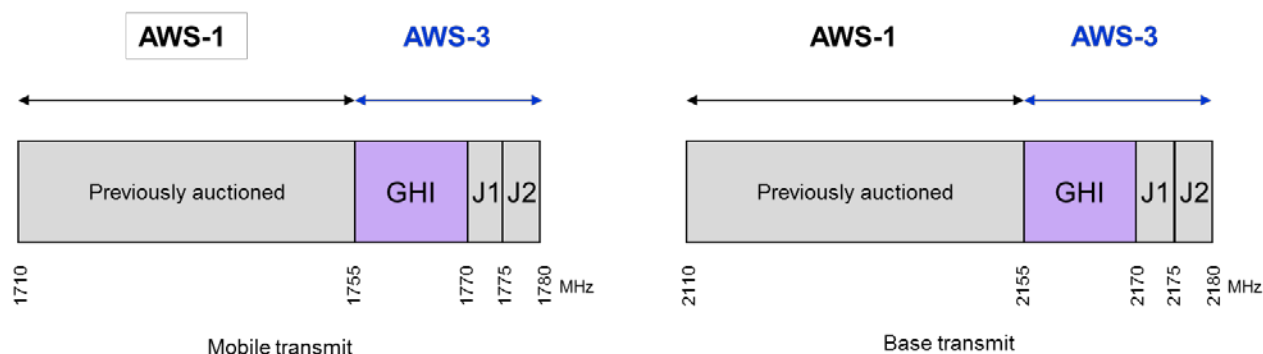 AWS-1 AWS-3 AWS-1 AWS-3
Previously auctioned GHI J1 J2 Previously auctioned GHI J1 J2
1710 1755 1770 1775 1780 MHz 2110 2155 2170 2175 2180 MHz
Mobile transmit Base transmit